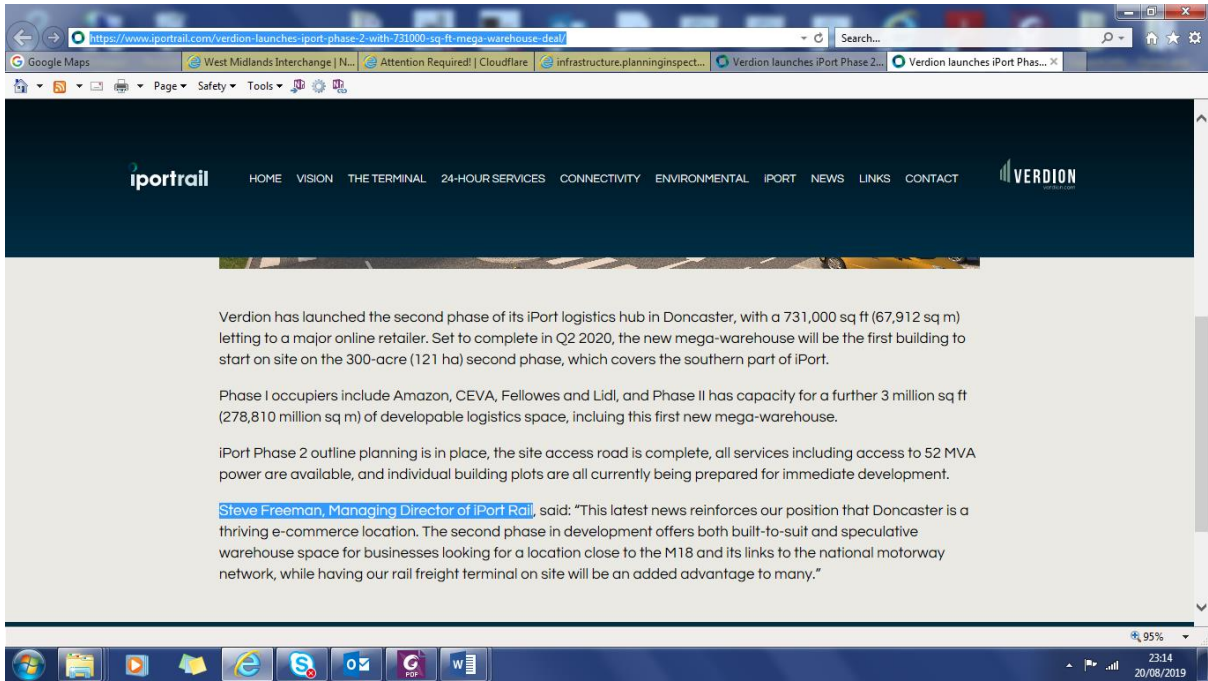 https://www.iportrail.com/verdion-launches-iport-phase-2-with-731000-sq-ft-mega-warehouse-deal/
Search...
Google Maps
West Midlands Interchange | N...
Attention Required! | Cloudflare
infrastructure.planninginspect...
Verdion launches iPort Phase 2...
Verdion launches iPort Phas...
Page Safety Tools
iportrail
HOME VISION THE TERMINAL 24-HOUR SERVICES CONNECTIVITY ENVIRONMENTAL iPORT NEWS LINKS CONTACT
VERDION
verdion.com
Verdion has launched the second phase of its iPort logistics hub in Doncaster, with a 731,000 sq ft (67,912 sq m)
letting to a major online retailer. Set to complete in Q2 2020, the new mega-warehouse will be the first building to
start on site on the 300-acre (121 ha) second phase, which covers the southern part of iPort.
Phase I occupiers include Amazon, CEVA, Fellowes and Lidl, and Phase II has capacity for a further 3 million sq ft
(278,810 million sq m) of developable logistics space, incluing this first new mega-warehouse.
iPort Phase 2 outline planning is in place, the site access road is complete, all services including access to 52 MVA
power are available, and individual building plots are all currently being prepared for immediate development.
Steve Freeman, Managing Director of iPort Rail, said: “This latest news reinforces our position that Doncaster is a
thriving e-commerce location. The second phase in development offers both built-to-suit and speculative
warehouse space for businesses looking for a location close to the M18 and its links to the national motorway
network, while having our rail freight terminal on site will be an added advantage to many.”
95%
PDF
23:14
20/08/2019